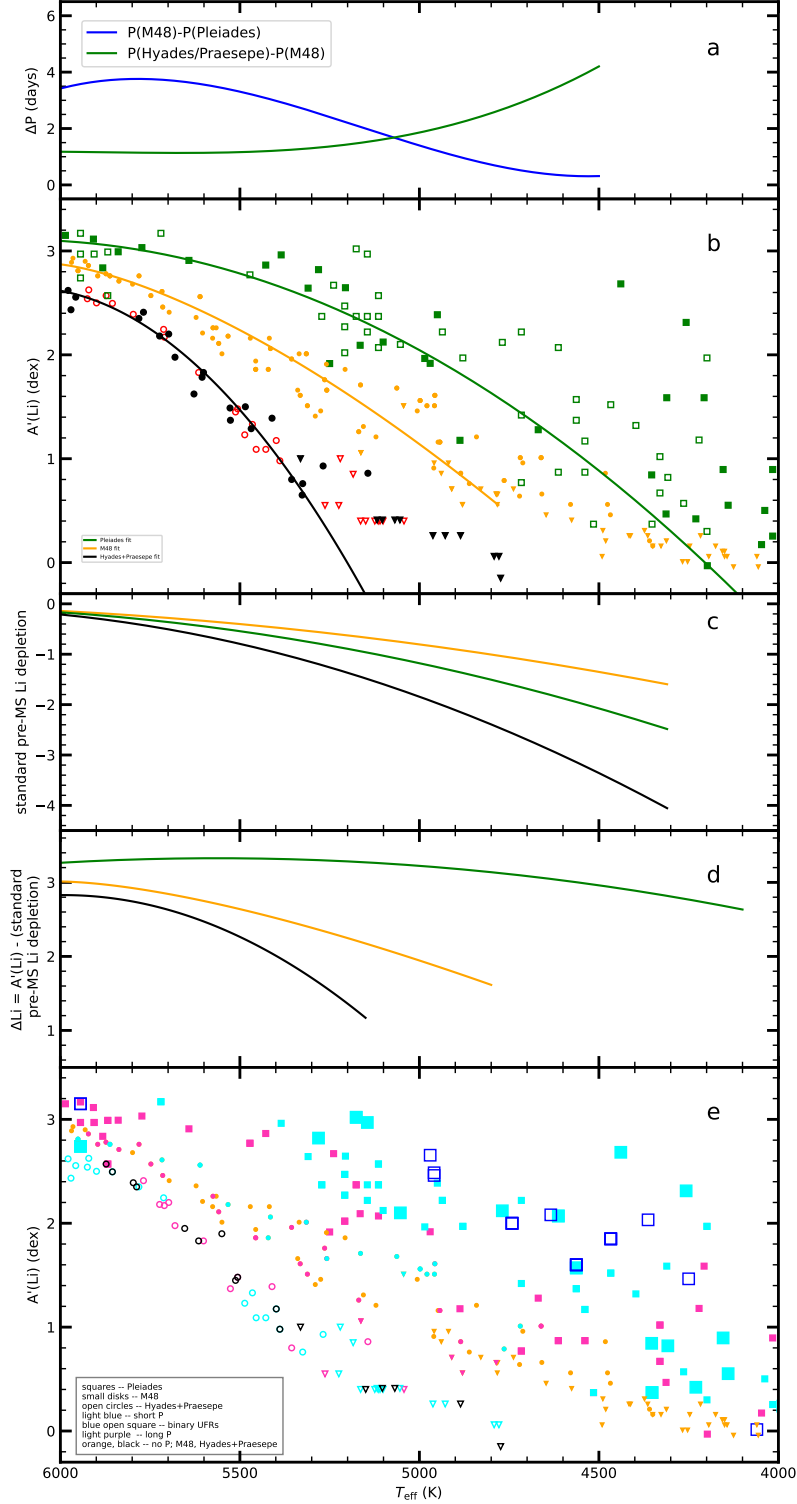 6
4
2
0
ΔP (days)
P(M48)-P(Pleiades)
P(Hyades/Praesepe)-P(M48)
a
3
2
1
0
A'(Li) (dex)
b
Pleiades fit
M48 fit
Hyades+Praesepe fit
0
−1
−2
−3
−4
standard pre-MS Li depletion
c
3
2
1
ΔLi = A'(Li) - (standard
pre-MS Li depletion)
d
3
2
1
0
A'(Li) (dex)
e
squares -- Pleiades
small disks -- M48
open circles -- Hyades+Praesepe
light blue -- short P
blue open square -- binary UFRs
light purple -- long P
orange, black -- no P; M48, Hyades+Praesepe
6000 5500 5000 4500 4000
Teff (K)